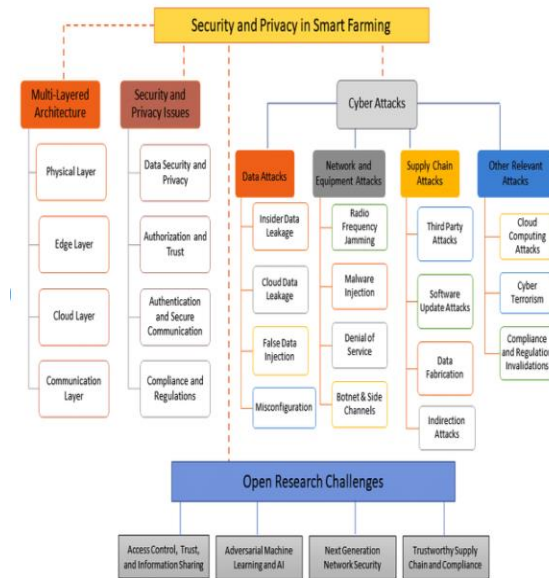 Security and Privacy in Smart Farming
Multi-Layered
Architecture
Physical Layer
Edge Layer
Cloud Layer
Communication
Layer
Security and
Privacy Issues
Data Security and
Privacy
Authorization and
Trust
Authentication
and Secure
Communication
Compliance and
Regulations
Cyber Attacks
Data Attacks
Insider Data
Leakage
Cloud Data
Leakage
False Data
Injection
Misconfiguration
Network and
Equipment Attacks
Radio
Frequency
Jamming
Malware
Injection
Denial of
Service
Botnet & Side
Channels
Supply Chain
Attacks
Third Party
Attacks
Software
Update Attacks
Data
Fabrication
Indirection
Attacks
Other Relevant
Attacks
Cloud
Computing
Attacks
Cyber
Terrorism
Compliance
and Regulation
Invalidations
Open Research Challenges
Access Control, Trust,
and Information Sharing
Adversarial Machine
Learning and AI
Next Generation
Network Security
Trustworthy Supply
Chain and Compliance